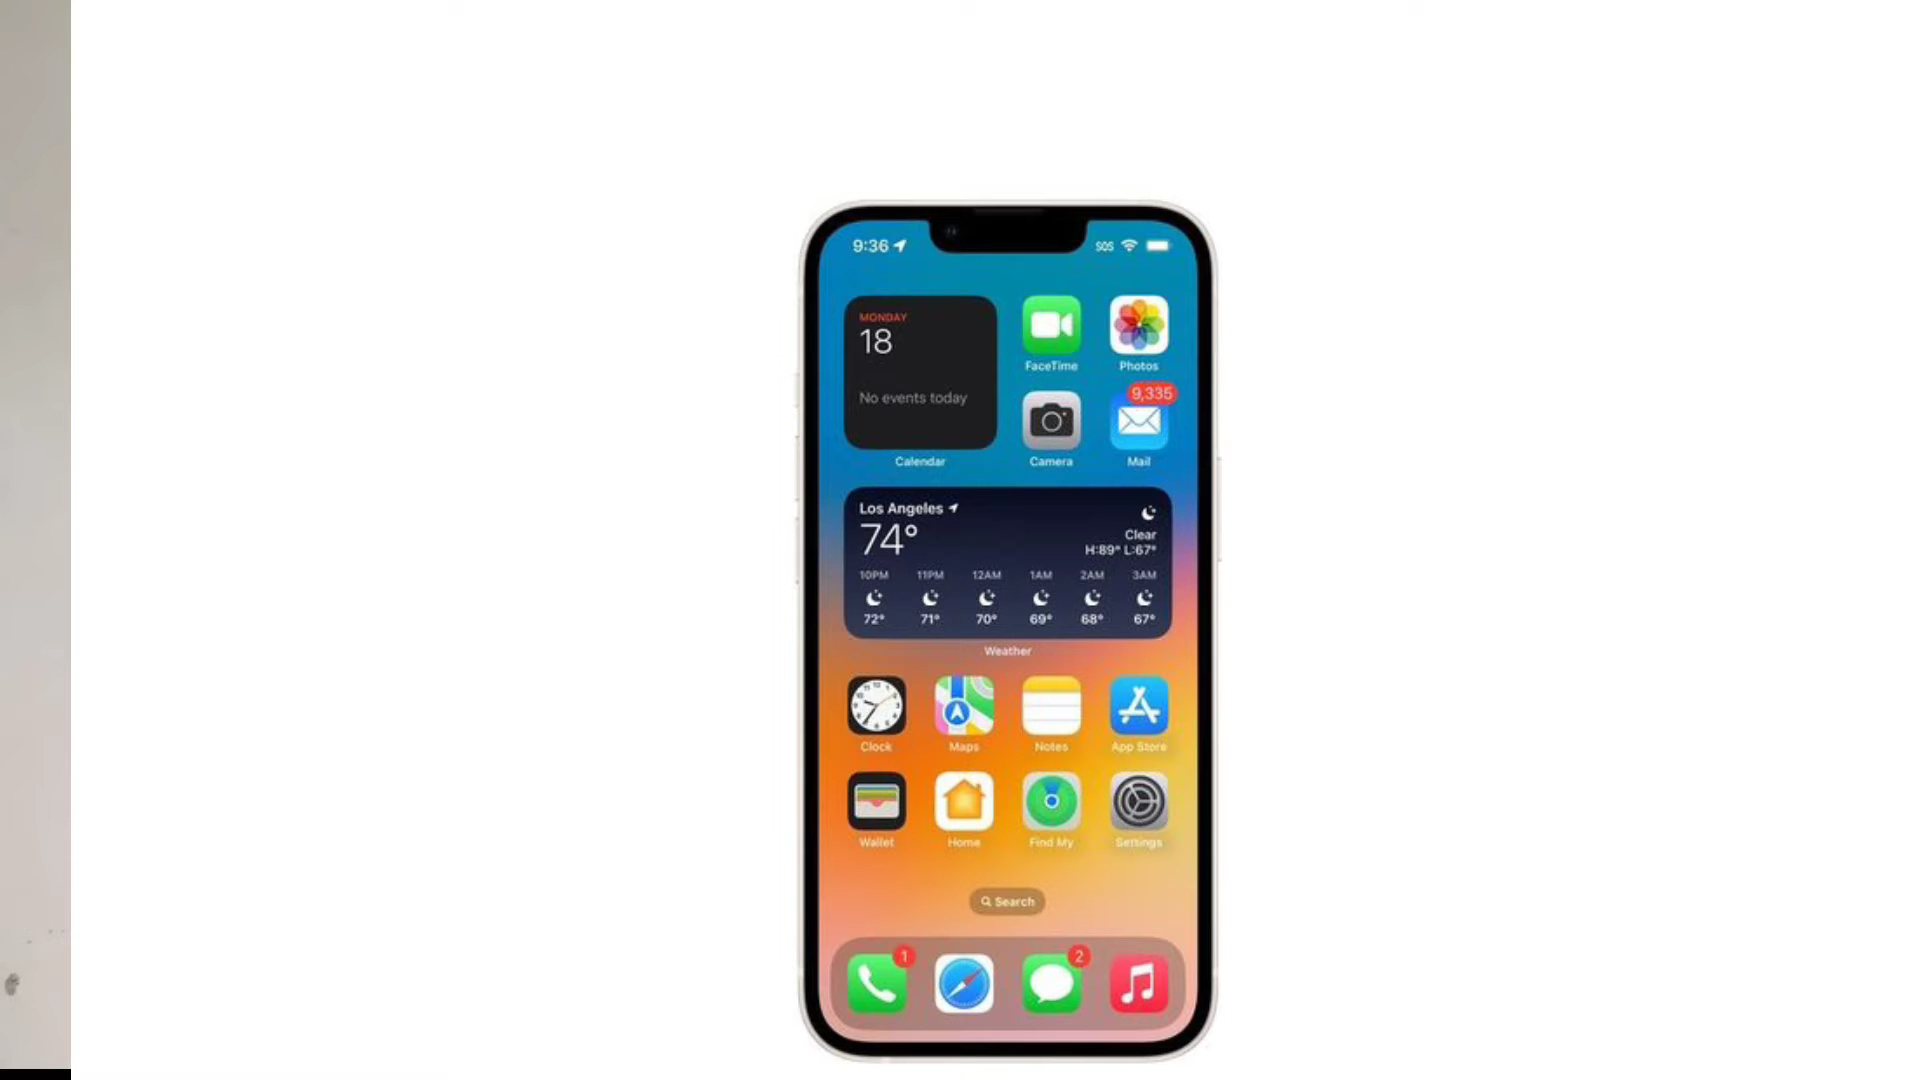 9:36
SOS
MONDAY
18
No events today
Calendar
FaceTime
Photos
9,335
Camera
Mail
Los Angeles
74°
Clear
H:89° L:67°
10PM 11PM 12AM 1AM 2AM 3AM
72° 71° 70° 69° 68° 67°
Weather
Clock Maps Notes App Store
Wallet Home Find My Settings
Search
1 2